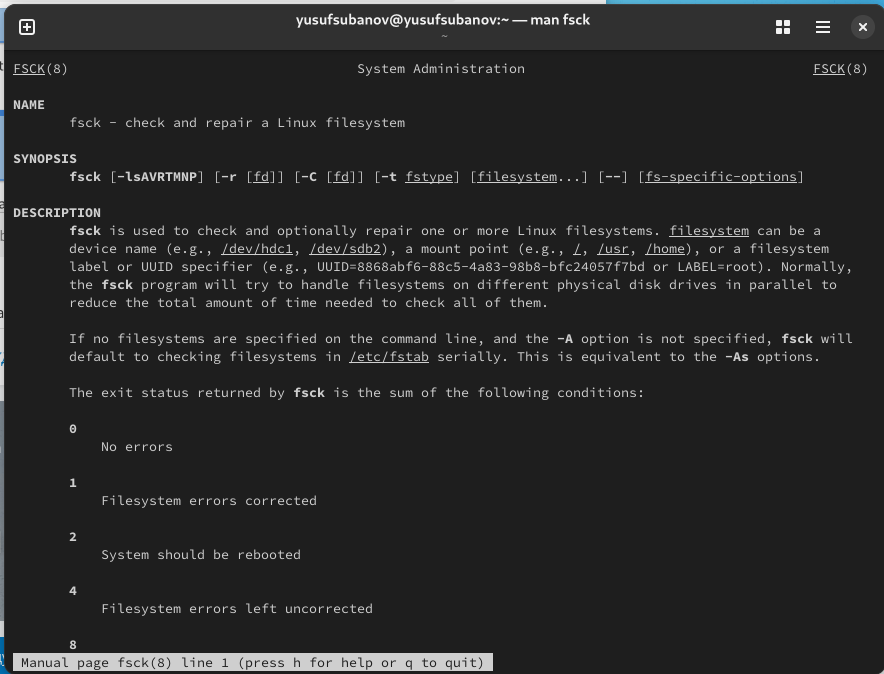 yusufsubanov@yusufsubanov:~ — man fsck
~
FSCK(8) System Administration FSCK(8)
NAME
fsck - check and repair a Linux filesystem
SYNOPSIS
fsck [-lsAVRTMNP] [-r [fd]] [-C [fd]] [-t fstype] [filesystem...] [--] [fs-specific-options]
DESCRIPTION
fsck is used to check and optionally repair one or more Linux filesystems. filesystem can be a
device name (e.g., /dev/hdc1, /dev/sdb2), a mount point (e.g., /, /usr, /home), or a filesystem
label or UUID specifier (e.g., UUID=8868abf6-88c5-4a83-98b8-bfc24057f7bd or LABEL=root). Normally,
the fsck program will try to handle filesystems on different physical disk drives in parallel to
reduce the total amount of time needed to check all of them.
If no filesystems are specified on the command line, and the -A option is not specified, fsck will
default to checking filesystems in /etc/fstab serially. This is equivalent to the -As options.
The exit status returned by fsck is the sum of the following conditions:
0
No errors
1
Filesystem errors corrected
2
System should be rebooted
4
Filesystem errors left uncorrected
8
Manual page fsck(8) line 1 (press h for help or q to quit)